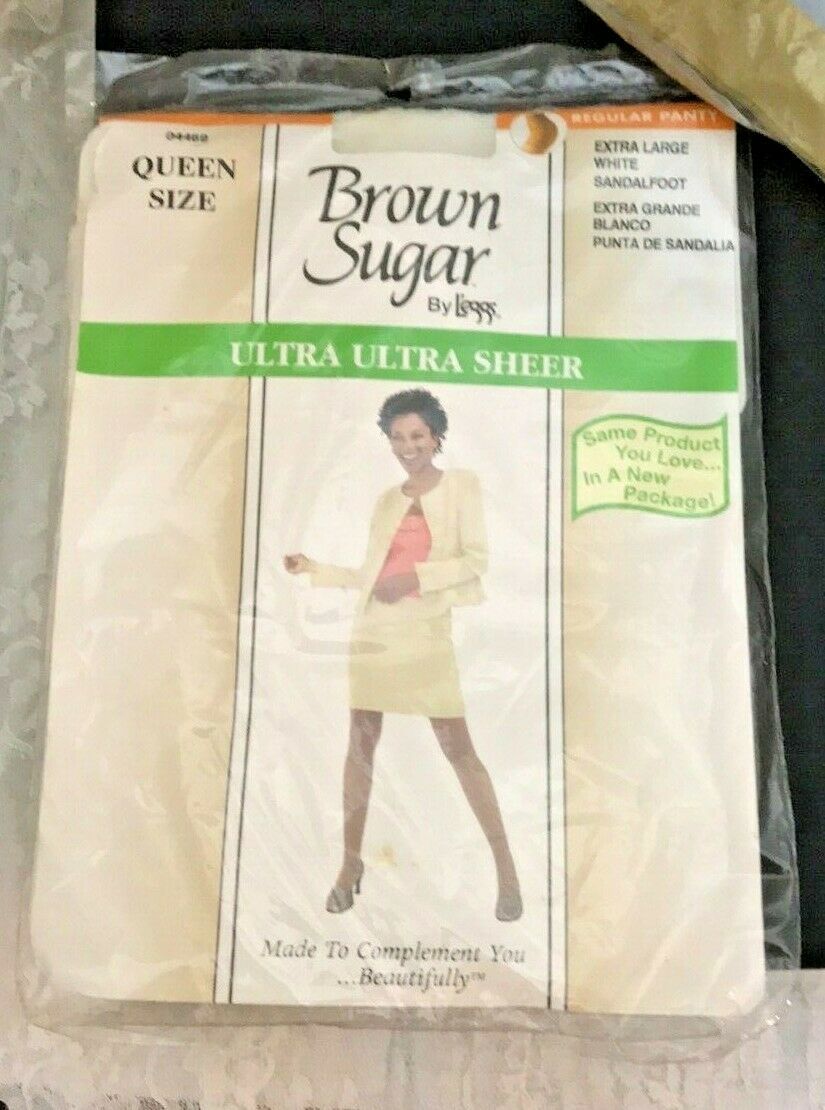 04469
QUEEN
SIZE
Brown
Sugar
By L'eggs
REGULAR PANTY
EXTRA LARGE
WHITE
SANDALFOOT
EXTRA GRANDE
BLANCO
PUNTA DE SANDALIA
ULTRA ULTRA SHEER
Same Product
You Love...
In A New
Package!
Made To Complement You
...Beautifully™